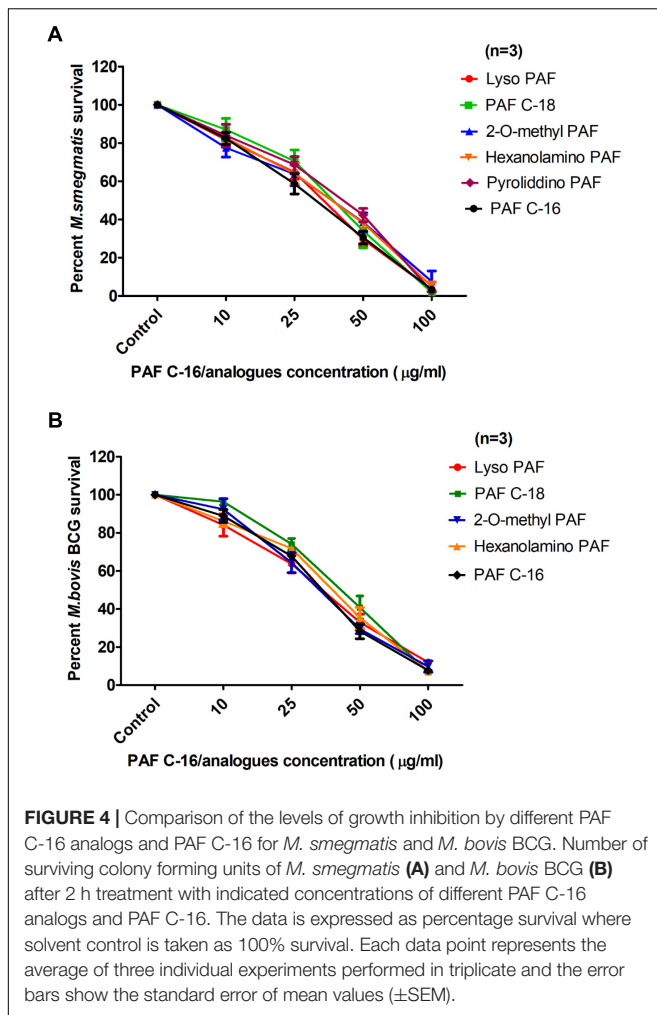 A
(n=3)
Lyso PAF
PAF C-18
2-O-methyl PAF
Hexanolamino PAF
Pyroliddino PAF
PAF C-16
Percent M.smegmatis survival
120
100
80
60
40
20
0
Control
10
25
50
100
PAF C-16/analogues concentration ( µg/ml)
B
(n=3)
Lyso PAF
PAF C-18
2-O-methyl PAF
Hexanolamino PAF
PAF C-16
Percent M.bovis BCG survival
120
100
80
60
40
20
0
Control
10
25
50
100
PAF C-16/analogues concentration ( µg/ml)
FIGURE 4 | Comparison of the levels of growth inhibition by different PAF
C-16 analogs and PAF C-16 for M. smegmatis and M. bovis BCG. Number of
surviving colony forming units of M. smegmatis (A) and M. bovis BCG (B)
after 2 h treatment with indicated concentrations of different PAF C-16
analogs and PAF C-16. The data is expressed as percentage survival where
solvent control is taken as 100% survival. Each data point represents the
average of three individual experiments performed in triplicate and the error
bars show the standard error of mean values (±SEM).